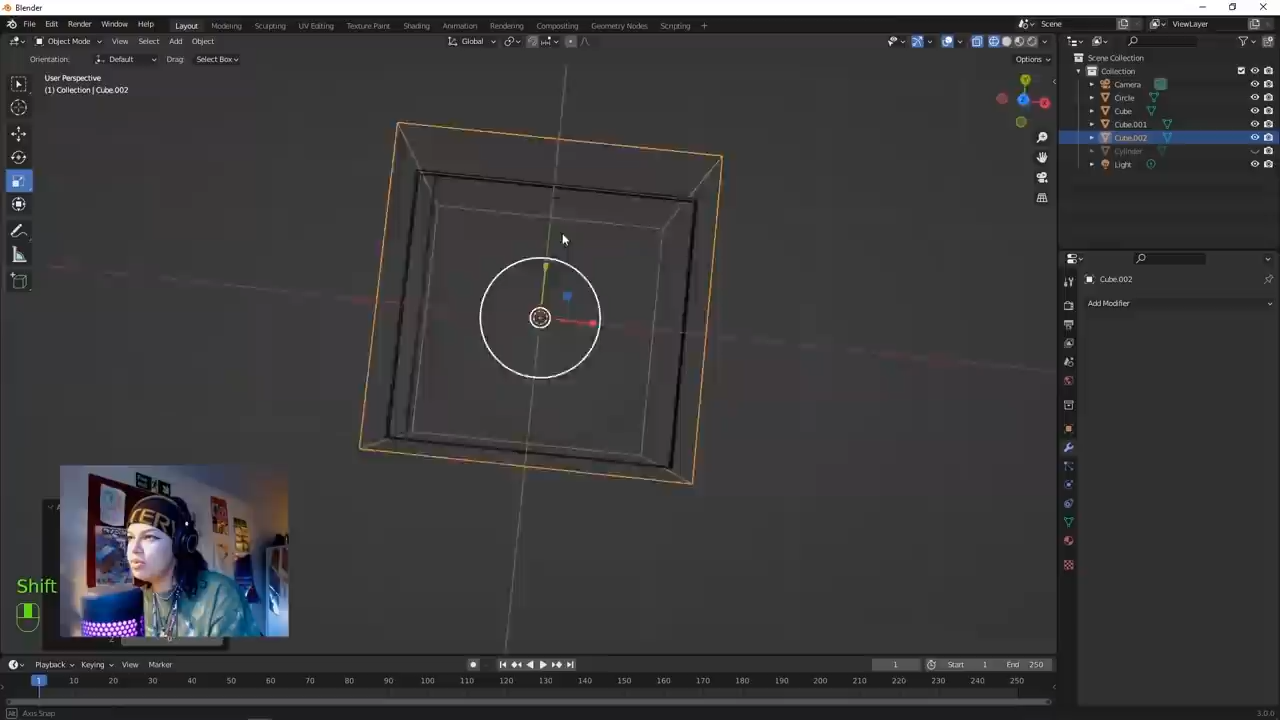 Blender
File Edit Render Window Help
Layout Modeling Sculpting UV Editing Texture Paint Shading Animation Rendering Compositing Geometry Nodes Scripting +
Scene
ViewLayer
Object Mode View Select Add Object
Global
Orientation: Default Drag: Select Box
Options
User Perspective
(1) Collection | Cube.002
Y
X
Z
Scene Collection
Collection
Camera
Circle
Cube
Cube.001
Cube.002
Cylinder
Light
Cube.002
Add Modifier
Shift
Playback Keying View Marker
1
Start 1
End 250
1 10 20 30 40 50 60 70 80 90 100 110 120 130 140 150 160 170 180 190 200 210 220 230 240 250
Axis Snap
3.0.0